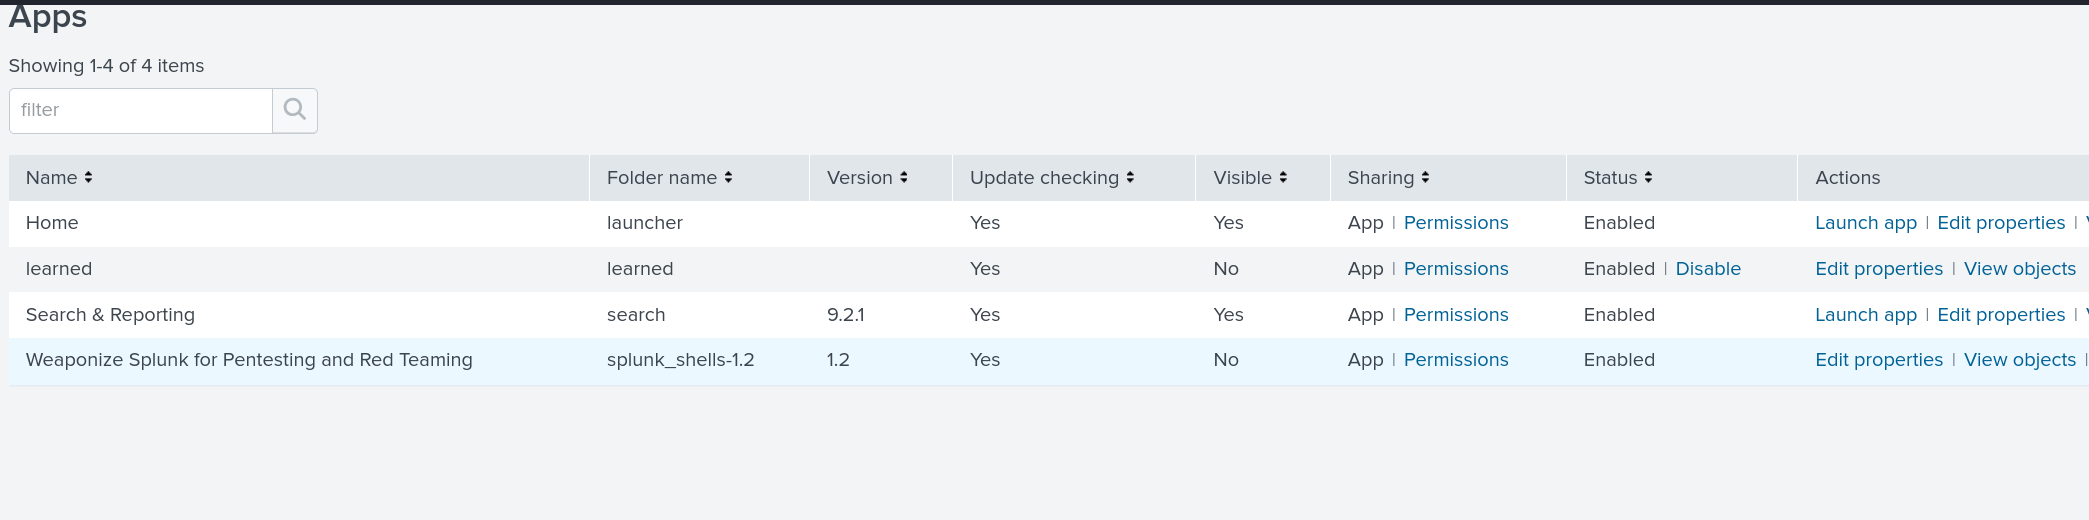 Apps
Showing 1-4 of 4 items
filter
Name Folder name Version Update checking Visible Sharing Status Actions
Home launcher Yes Yes App | Permissions Enabled Launch app | Edit properties |
learned learned Yes No App | Permissions Enabled | Disable Edit properties | View objects
Search & Reporting search 9.2.1 Yes Yes App | Permissions Enabled Launch app | Edit properties |
Weaponize Splunk for Pentesting and Red Teaming splunk_shells-1.2 1.2 Yes No App | Permissions Enabled Edit properties | View objects |